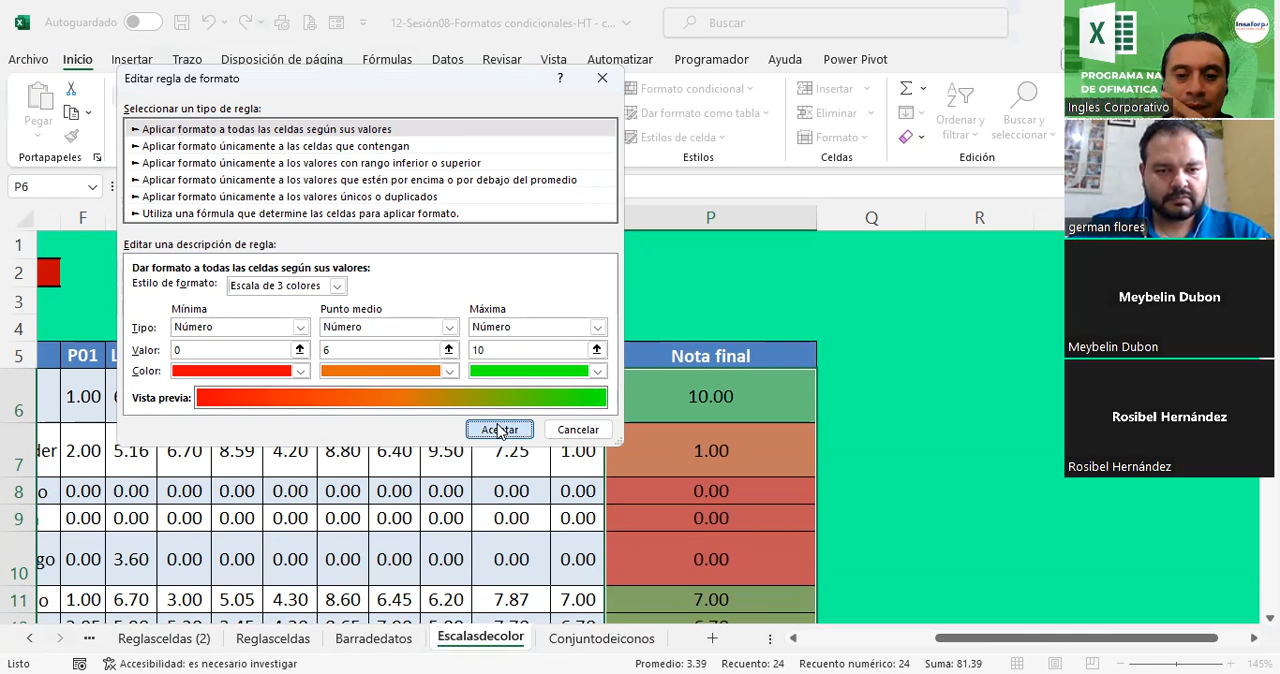 Autoguardado
12-Sesión08-Formatos condicionales-HT - c...
Buscar
Archivo Inicio Insertar Trazo Disposición de página Fórmulas Datos Revisar Vista Automatizar Programador Ayuda Power Pivot
Editar regla de formato ? ×
Seleccionar un tipo de regla:
► Aplicar formato a todas las celdas según sus valores
► Aplicar formato únicamente a las celdas que contengan
► Aplicar formato únicamente a los valores con rango inferior o superior
► Aplicar formato únicamente a los valores que estén por encima o por debajo del promedio
► Aplicar formato únicamente a los valores únicos o duplicados
► Utiliza una fórmula que determine las celdas para aplicar formato.
Editar una descripción de regla:
Dar formato a todas las celdas según sus valores:
Estilo de formato: Escala de 3 colores
Mínima Punto medio Máxima
Tipo: Número Número Número
Valor: 0 6 10
Color:
Vista previa:
Aceptar Cancelar
Pegar
Portapapeles
Formato condicional
Dar formato como tabla
Estilos de celda
Estilos
Insertar
Eliminar
Formato
Celdas
Ordenar y filtrar
Buscar y seleccionar
Edición
P6
F P Q R
1
2
3
4
5 P01 Nota final
6 1.00 10.00
7 der 2.00 5.16 6.70 8.59 4.20 8.80 6.40 9.50 7.25 1.00 1.00
8 o 0.00 0.00 0.00 0.00 0.00 0.00 0.00 0.00 0.00 0.00 0.00
9 0.00 0.00 0.00 0.00 0.00 0.00 0.00 0.00 0.00 0.00 0.00
10 go 0.00 3.60 0.00 0.00 0.00 0.00 0.00 0.00 0.00 0.00 0.00
11 o 1.00 6.70 3.00 5.05 4.30 8.60 6.45 6.20 7.87 7.00 7.00
... Reglasceldas (2) Reglasceldas Barradedatos Escalasdecolor Conjuntodeiconos +
Listo Accesibilidad: es necesario investigar Promedio: 3.39 Recuento: 24 Recuento numérico: 24 Suma: 81.39 145%
X
Insaforp
PROGRAMA NA
DE OFIMÁTICA
Ingles Corporativo
german flores
Meybelin Dubon
Meybelin Dubon
Rosibel Hernández
Rosibel Hernández